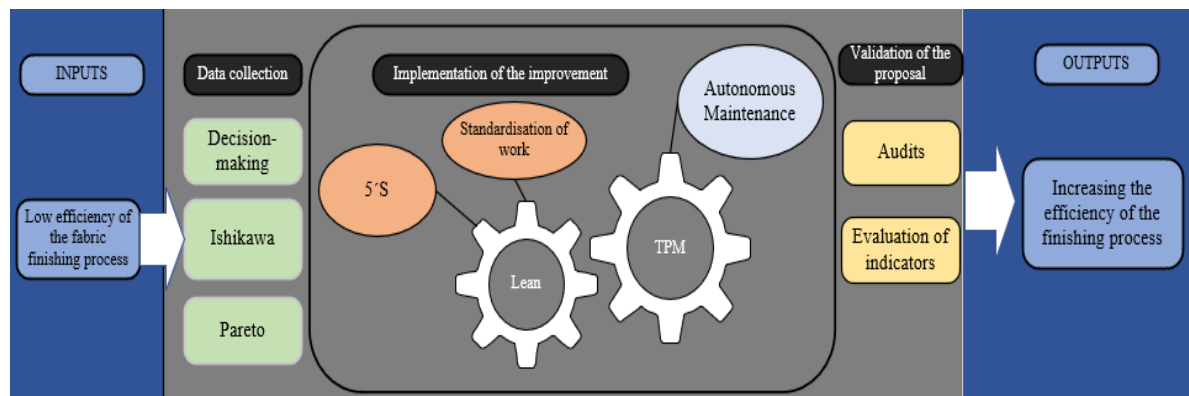 INPUTS
Low efficiency of
the fabric
finishing process
Data collection
Decision-
making
Ishikawa
Pareto
Implementation of the improvement
5´S
Standardisation of
work
Lean
Autonomous
Maintenance
TPM
Validation of the
proposal
Audits
Evaluation of
indicators
OUTPUTS
Increasing the
efficiency of the
finishing process